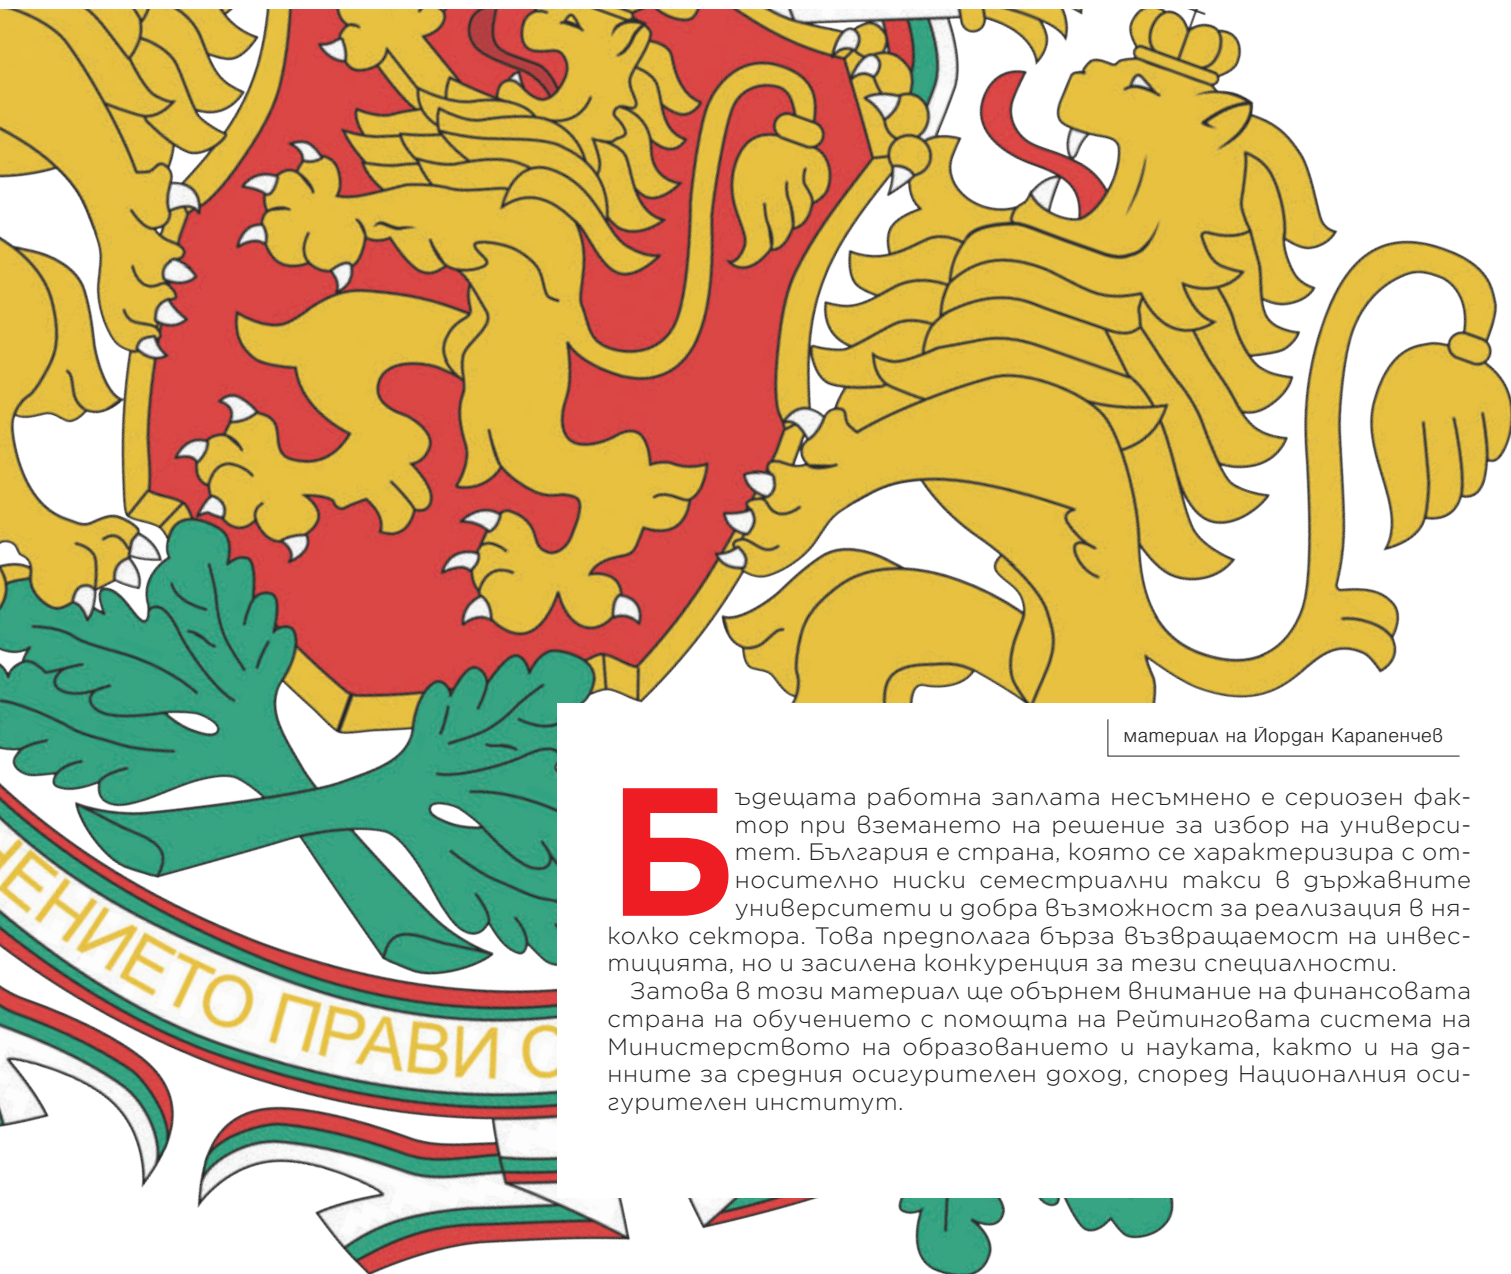 материал на Йордан Карапенчев
Бъдещата работна заплата несъмнено е сериозен фак-
тор при вземането на решение за избор на универси-
тет. България е страна, която се характеризира с от-
носително ниски семестриални такси в държавните
университети и добра възможност за реализация в ня-
колко сектора. Това предполага бърза възвращаемост на инвес-
тицията, но и засилена конкуренция за тези специалности.
Затова в този материал ще обърнем внимание на финансовата
страна на обучението с помощта на Рейтинговата система на
Министерството на образованието и науката, както и на да-
нните за средния осигурителен доход, според Националния оси-
гурителен институт.
НЕНИЕТО ПРАВИ С